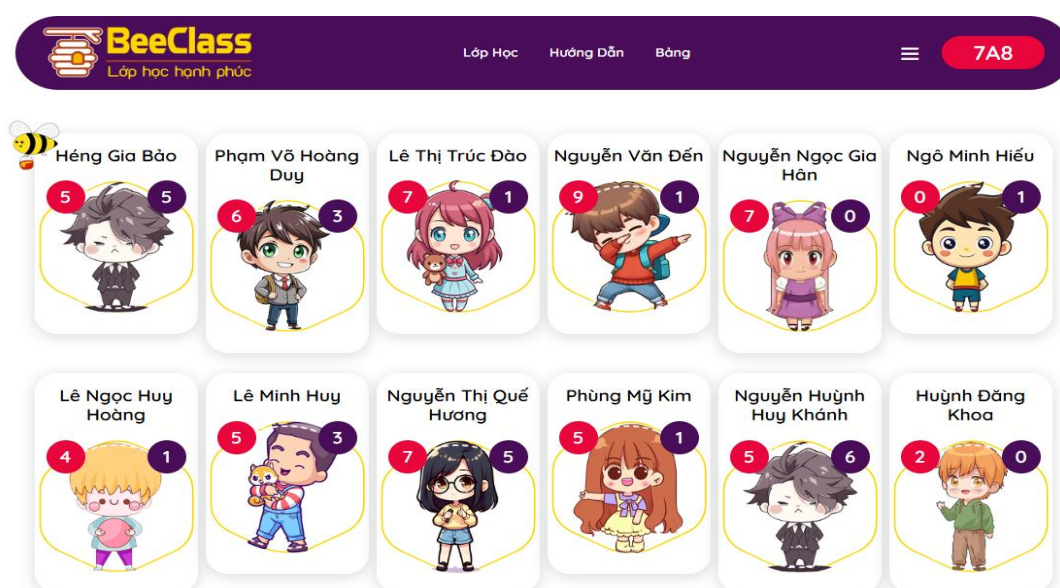 BeeClass
Lớp học hạnh phúc
Lớp Học Hướng Dẫn Bảng
7A8
Héng Gia Bảo
5 5
Phạm Võ Hoàng
Duy
6 3
Lê Thị Trúc Đào
7 1
Nguyễn Văn Đến
9 1
Nguyễn Ngọc Gia
Hân
7 0
Ngô Minh Hiếu
0 1
Lê Ngọc Huy
Hoàng
4 1
Lê Minh Huy
5 3
Nguyễn Thị Quế
Hương
7 5
Phùng Mỹ Kim
5 1
Nguyễn Huỳnh
Huy Khánh
5 6
Huỳnh Đăng
Khoa
2 0